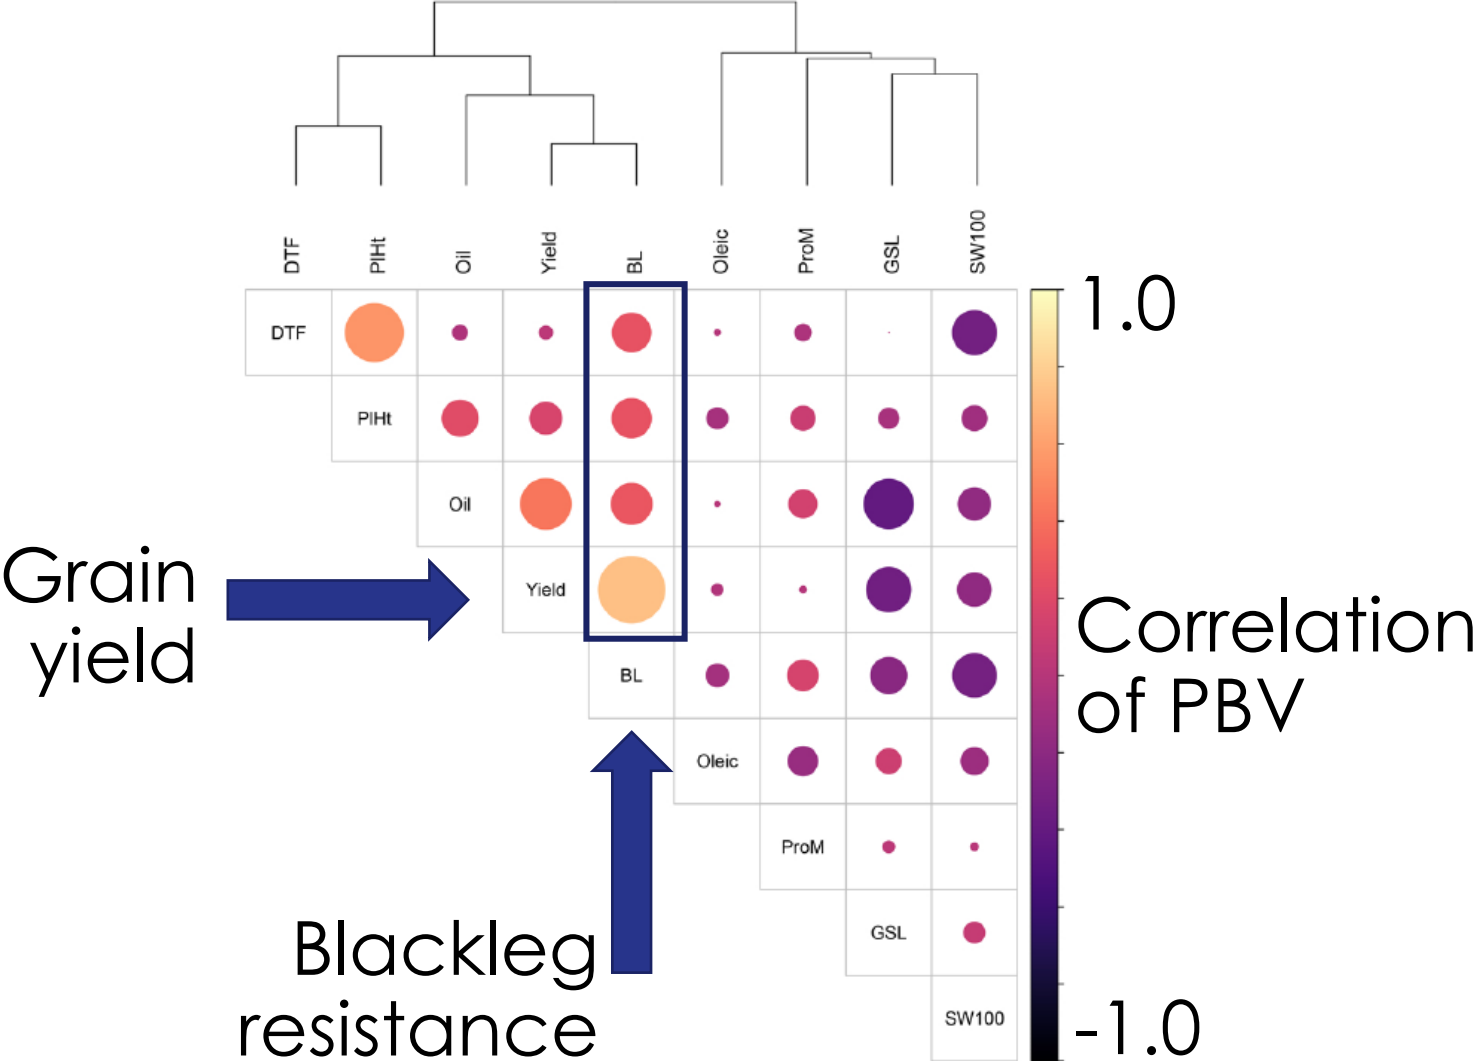 DTF PlHt Oil Yield BL Oleic ProM GSL SW100
DTF
PlHt
Oil
Yield
BL
Oleic
ProM
GSL
SW100
Grain
yield
Blackleg
resistance
1.0
Correlation
of PBV
-1.0